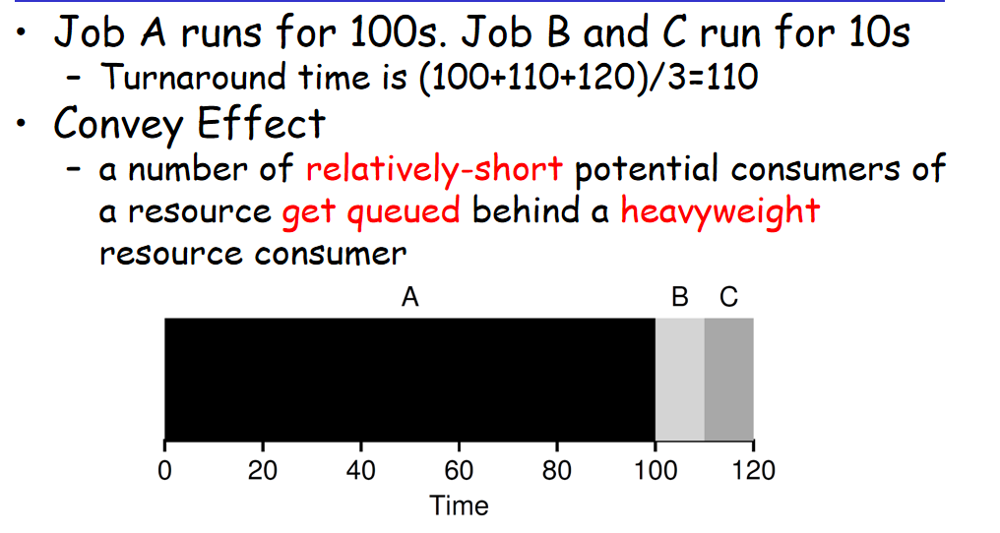 • Job A runs for 100s. Job B and C run for 10s
– Turnaround time is (100+110+120)/3=110
• Convey Effect
– a number of relatively-short potential consumers of
a resource get queued behind a heavyweight
resource consumer
A B C
0 20 40 60 80 100 120
Time